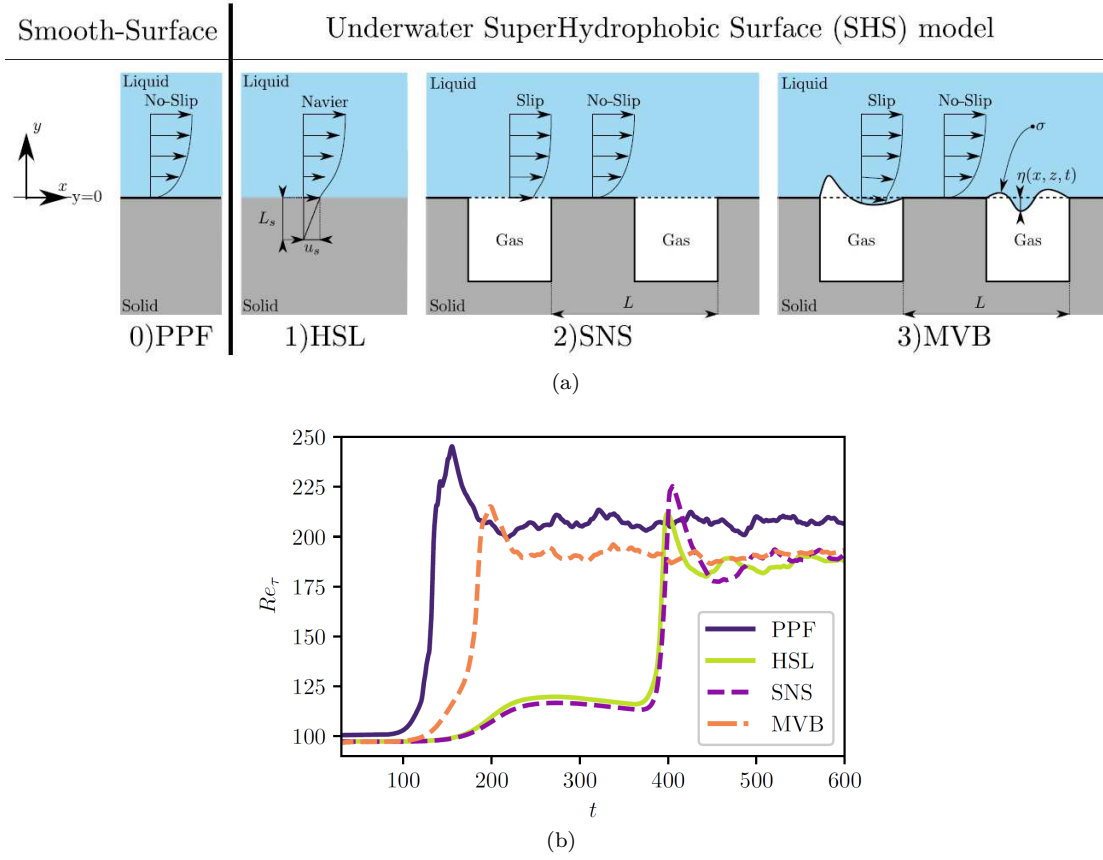 Smooth-Surface
Underwater SuperHydrophobic Surface (SHS) model
Liquid
No-Slip
y
x
y=0
Solid
0)PPF
Liquid
Navier
L_s
u_s
Solid
1)HSL
Liquid
Slip
No-Slip
Gas
Gas
L
Solid
2)SNS
Liquid
Slip
No-Slip
σ
η(x, z, t)
Gas
Gas
L
Solid
3)MVB
(a)
250
225
200
175
150
125
100
Re_τ
100
200
300
400
500
600
t
PPF
HSL
SNS
MVB
(b)